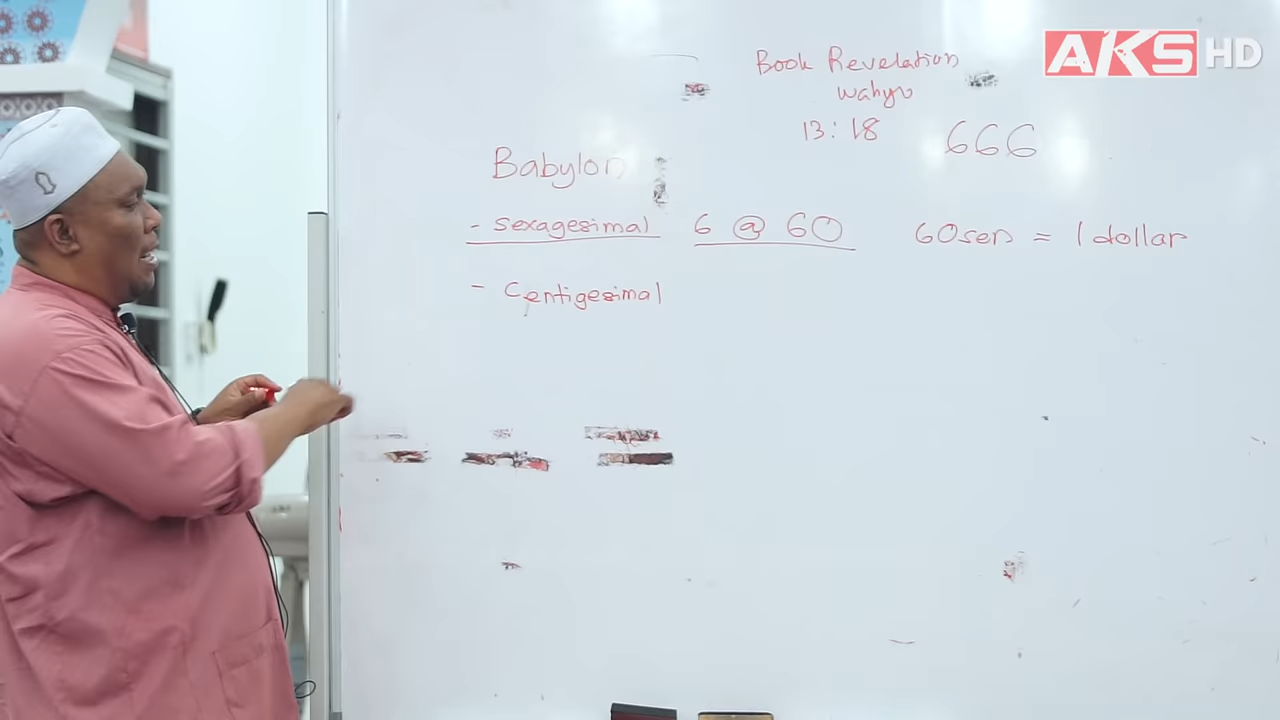 AKS HD
Book Revelation
wahyu
13:18 666
Babylon
- sexagesimal 6 @ 60 60sen = 1 dollar
- Centigesimal